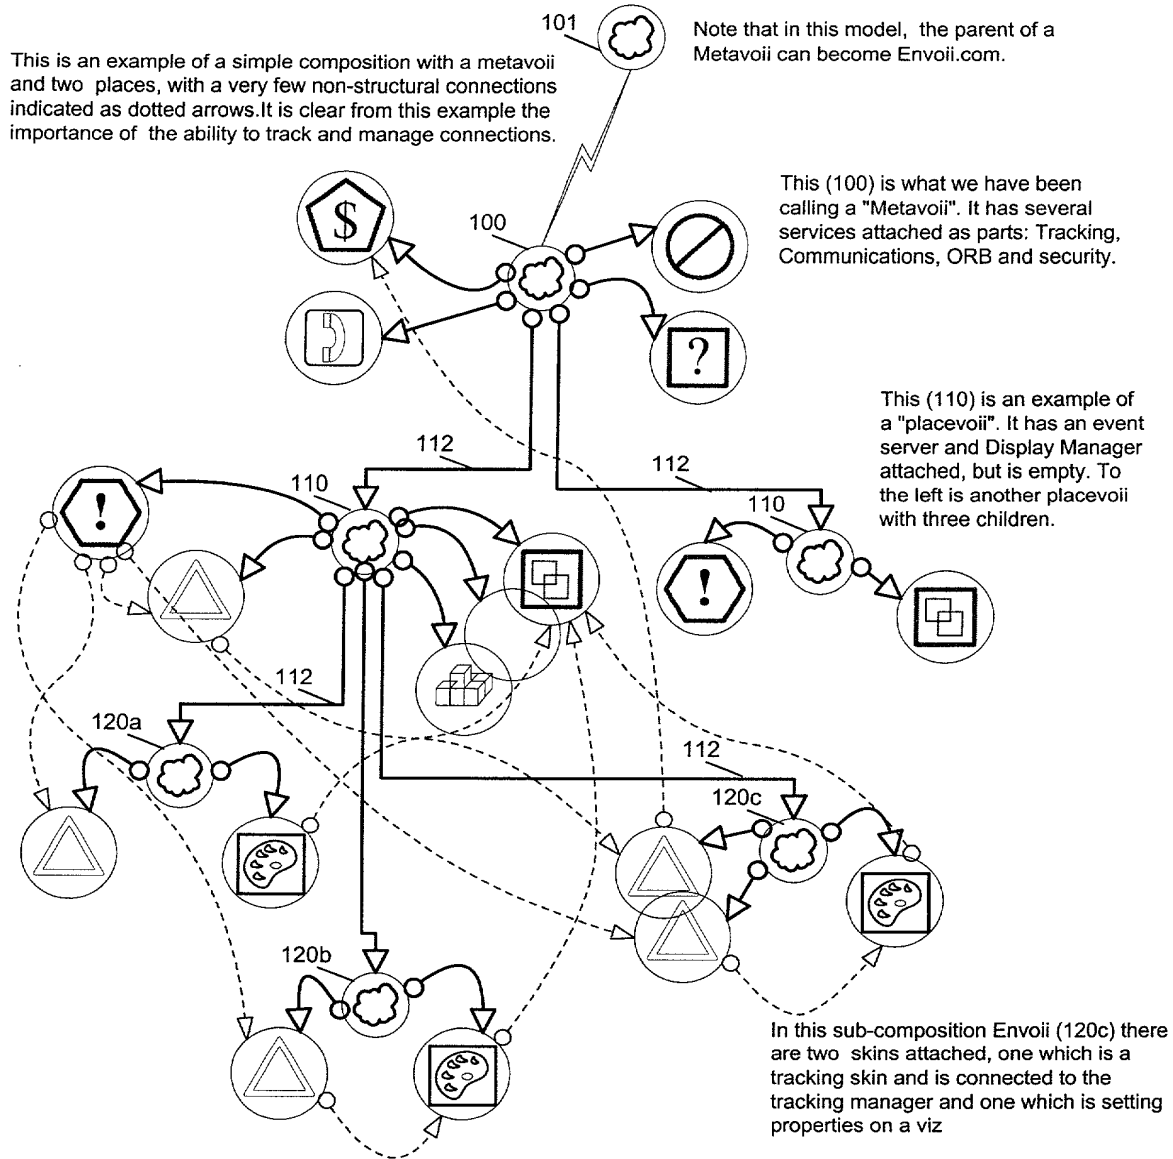 101
Note that in this model, the parent of a
Metavoii can become Envoii.com.
This is an example of a simple composition with a metavoii
and two places, with a very few non-structural connections
indicated as dotted arrows.It is clear from this example the
importance of the ability to track and manage connections.
This (100) is what we have been
calling a "Metavoii". It has several
services attached as parts: Tracking,
Communications, ORB and security.
$
100
?
This (110) is an example of
a "placevoii". It has an event
server and Display Manager
attached, but is empty. To
the left is another placevoii
with three children.
112
112
110
110
!
!
112
120a
112
120c
120b
In this sub-composition Envoii (120c) there
are two skins attached, one which is a
tracking skin and is connected to the
tracking manager and one which is setting
properties on a viz